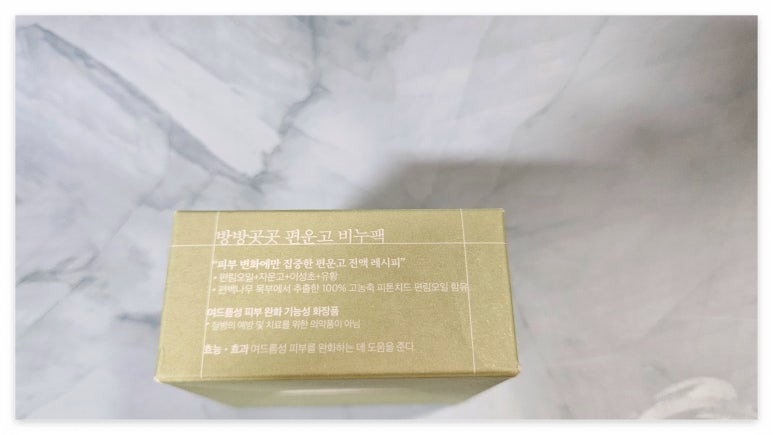 방방곡곡 편운고 비누팩
"피부 변화에만 집중한 편운고 전액 레시피"
• 편림오일+자운고+어성초+유황
• 편백나무 목부에서 추출한 100% 고농축 피톤치드 편림오일 함유
여드름성 피부 완화 기능성 화장품
* 질병의 예방 및 치료를 위한 의약품이 아님
효능 • 효과 여드름성 피부를 완화하는 데 도움을 준다